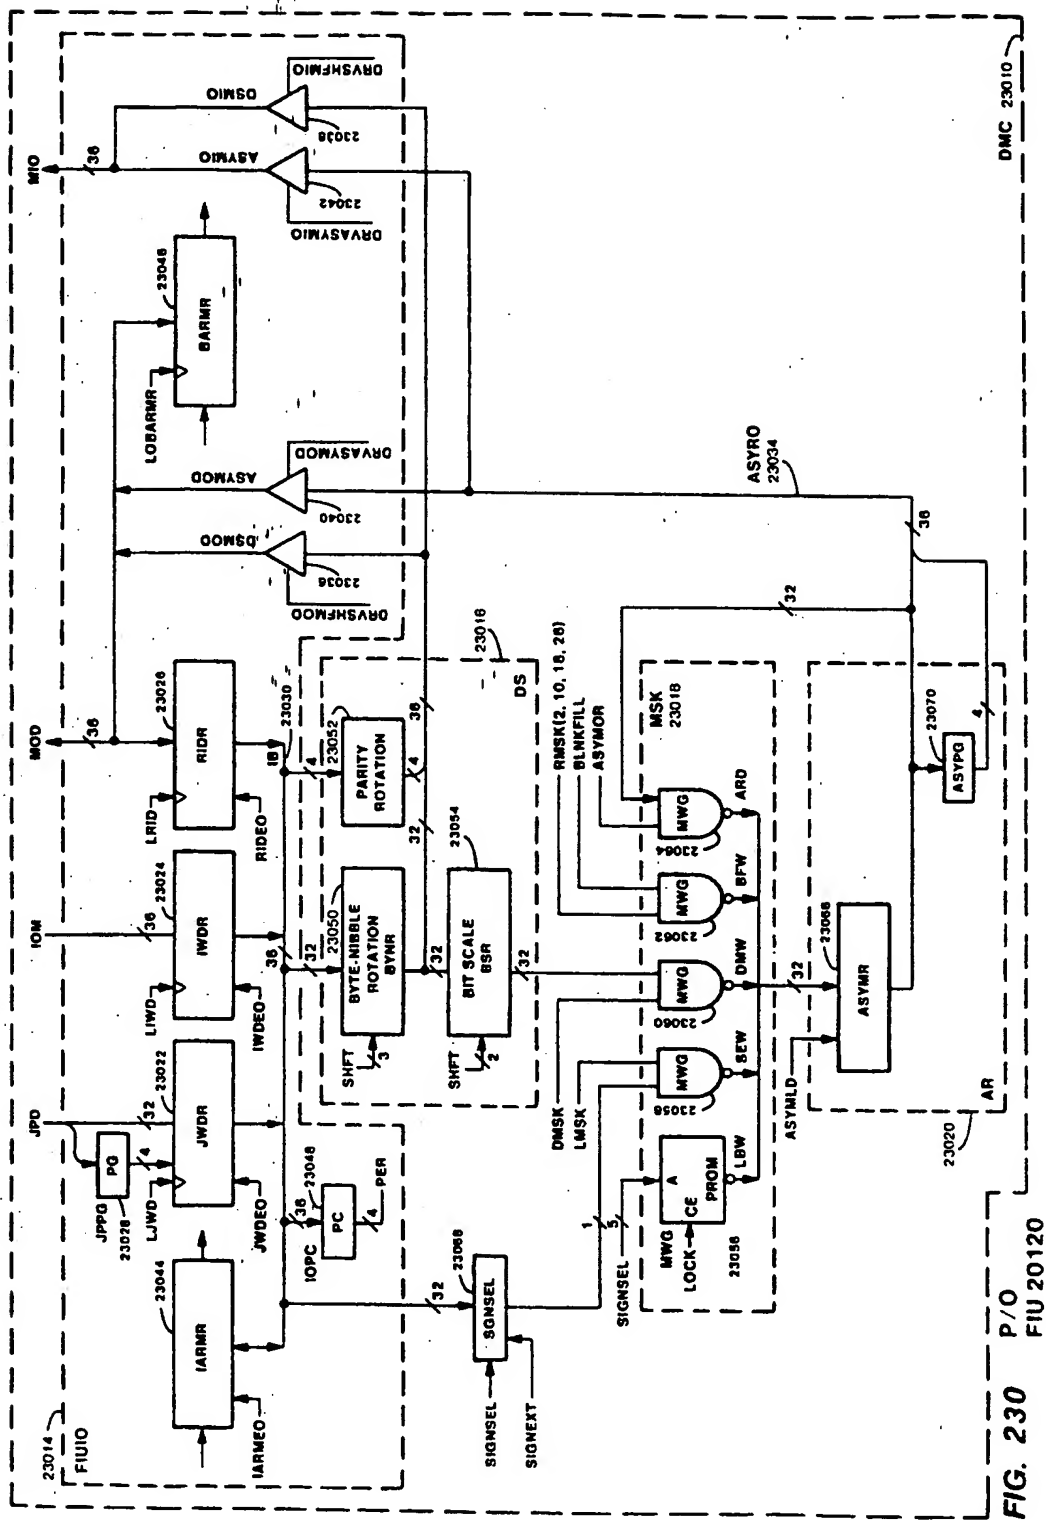 JPD
IOM
MOD
MIO
23014
FIUIO
23044
IARMR
IARMEO
JPPG
PG
23028
4
LJWD
32
23022
JWDR
JWDEO
36
23024
LIWD
IWDR
IWDEO
36
23026
LRID
RIDR
RIDEO
IB
23030
DSMOD
ASYMOD
23036
23040
DRVSHFMOD
DRVASYMOD
LOBARMR
23046
BARMR
36
ASYMIO
DSMIO
23042
23038
DRVASYMIO
DRVSHFMIO
IOPC
36
23048
PC
4
PER
36
32
4
23050
BYTE-NIBBLE
ROTATION
BYNR
SHFT
3
23052
PARITY
ROTATION
4
32
36
32
23054
BIT SCALE
BSR
SHFT
2
32
DS
23016
32
23068
SGNSEL
SIGNSEL
SIGNEXT
DMSK
LMSK
RMSK(2, 10, 18, 26)
BLNKFILL
ASYMOR
SIGNSEL
1
5
MWG
LOCK
A
CE
PROM
23056
LBW
MWG
23058
SEW
MWG
23060
DMW
MWG
23062
BFW
MWG
23064
ARD
MSK
23018
32
ASYRO
23034
36
ASYMLD
32
23066
ASYMR
23070
ASYPG
4
AR
23020
DMC 23010
FIG. 230
P/O
FIU 20120